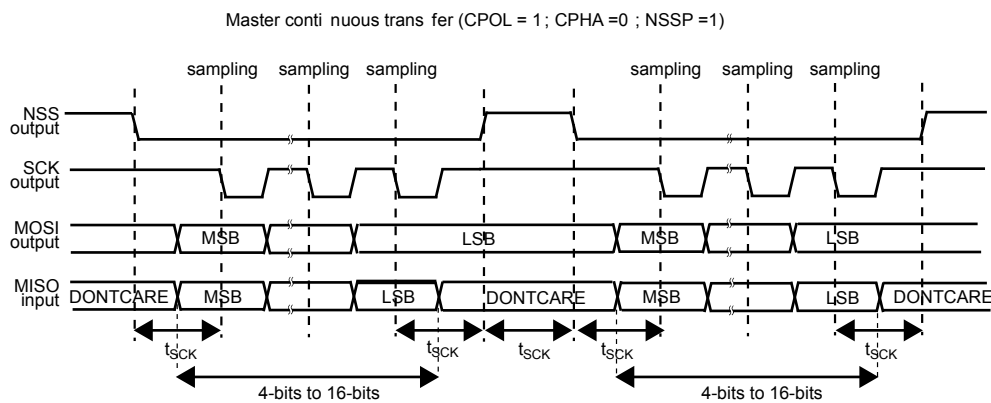 Master conti nuous trans fer (CPOL = 1 ; CPHA =0 ; NSSP =1)
sampling sampling sampling sampling sampling sampling
NSS
output
SCK
output
MOSI
output
MSB LSB MSB LSB
MISO
input
DONTCARE MSB LSB DONTCARE MSB LSB DONTCARE
tSCK tSCK tSCK tSCK tSCK
4-bits to 16-bits 4-bits to 16-bits